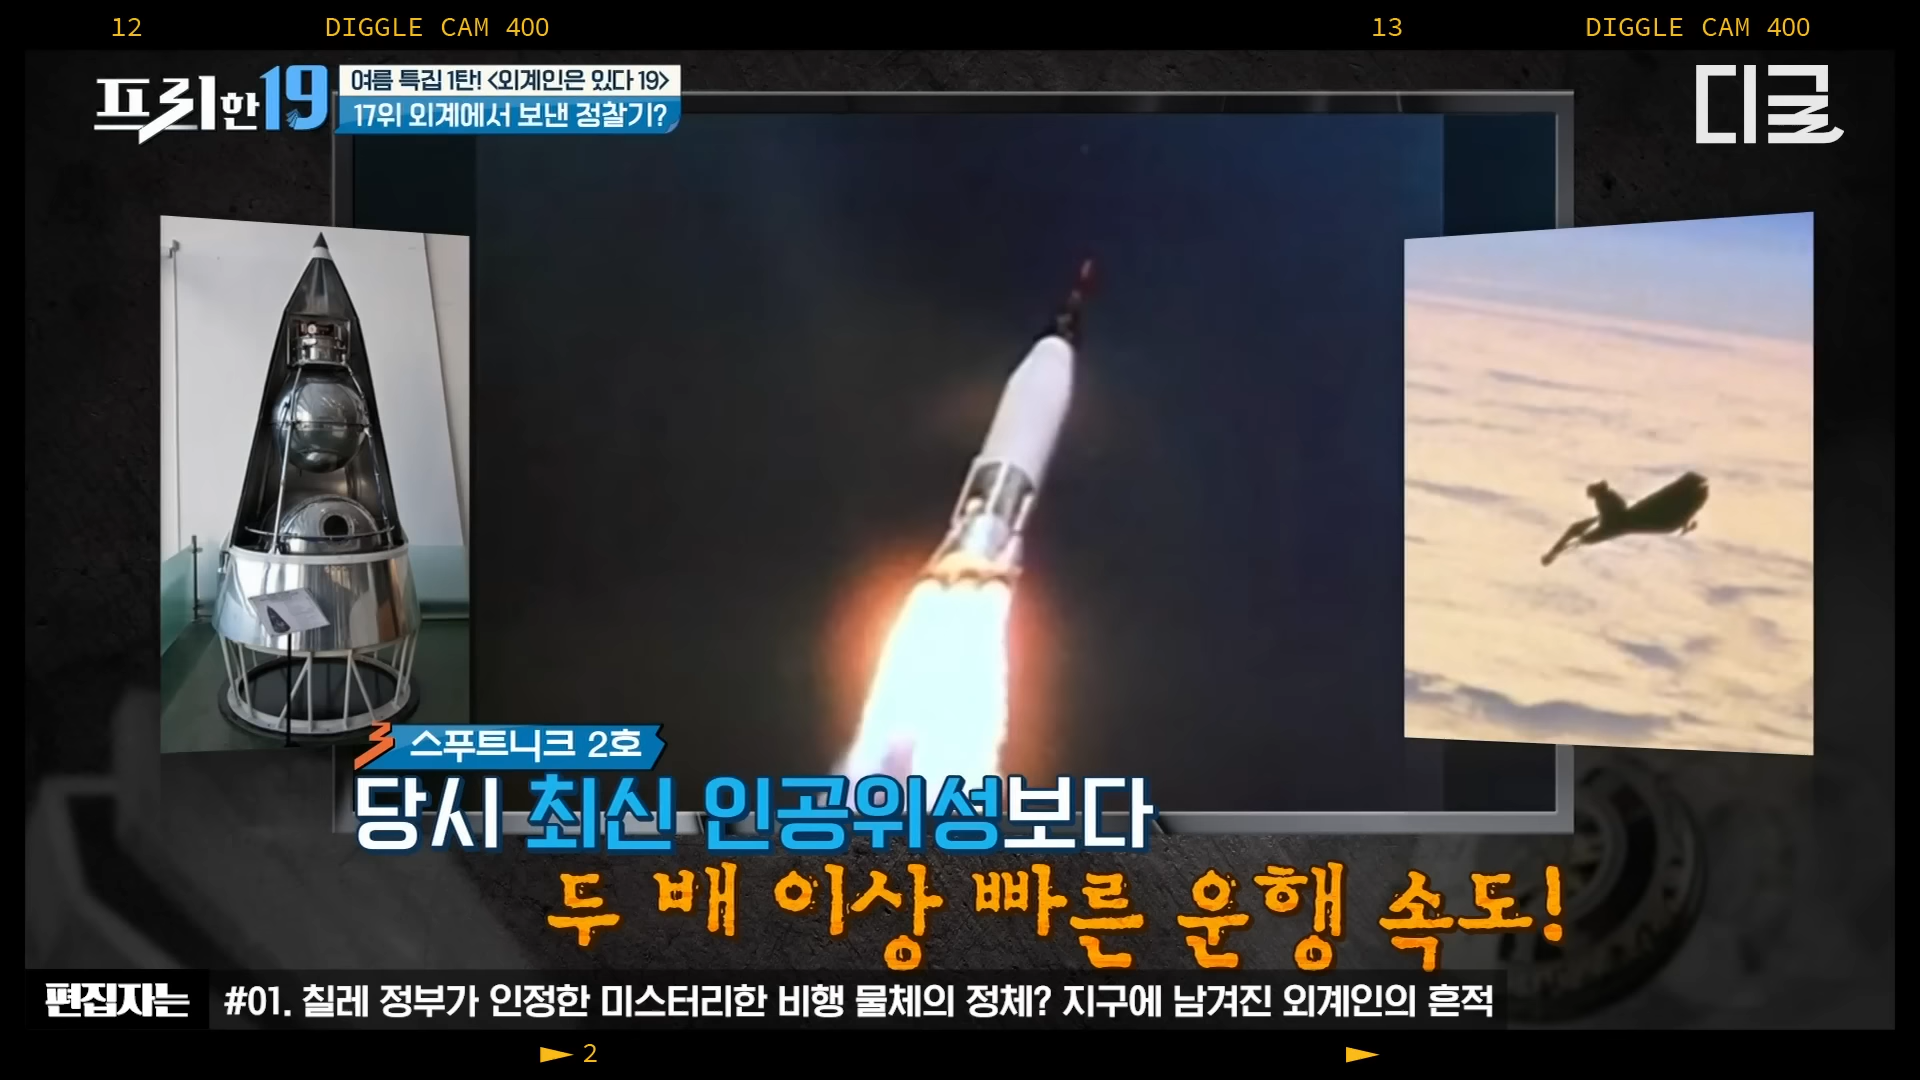 12 DIGGLE CAM 400 13 DIGGLE CAM 400
프리한19
여름 특집 1탄! <외계인은 있다 19>
17위 외계에서 보낸 정찰기?
디글
스푸트니크 2호
당시 최신 인공위성보다
두 배 이상 빠른 운행 속도!
편집자는
#01. 칠레 정부가 인정한 미스터리한 비행 물체의 정체? 지구에 남겨진 외계인의 흔적
2